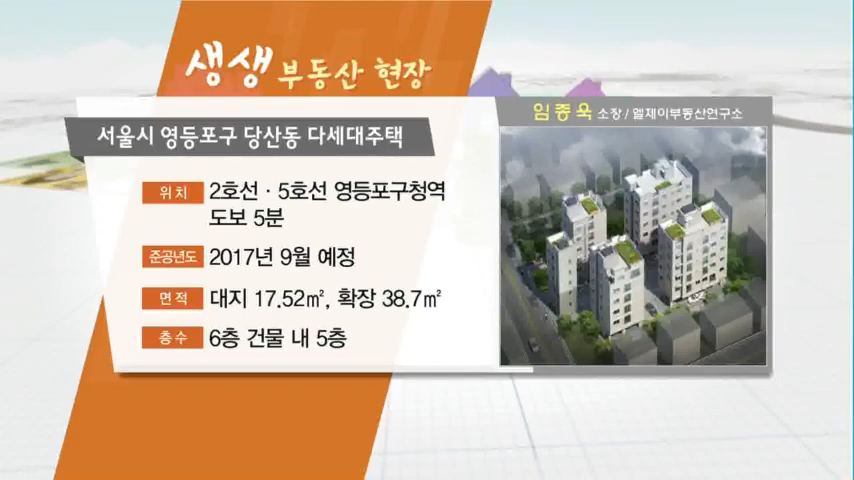 생생 부동산 현장
임종욱 소장 / 엘제이부동산연구소
서울시 영등포구 당산동 다세대주택
위치 2호선 · 5호선 영등포구청역
도보 5분
준공년도 2017년 9월 예정
면적 대지 17.52㎡, 확장 38.7㎡
층수 6층 건물 내 5층